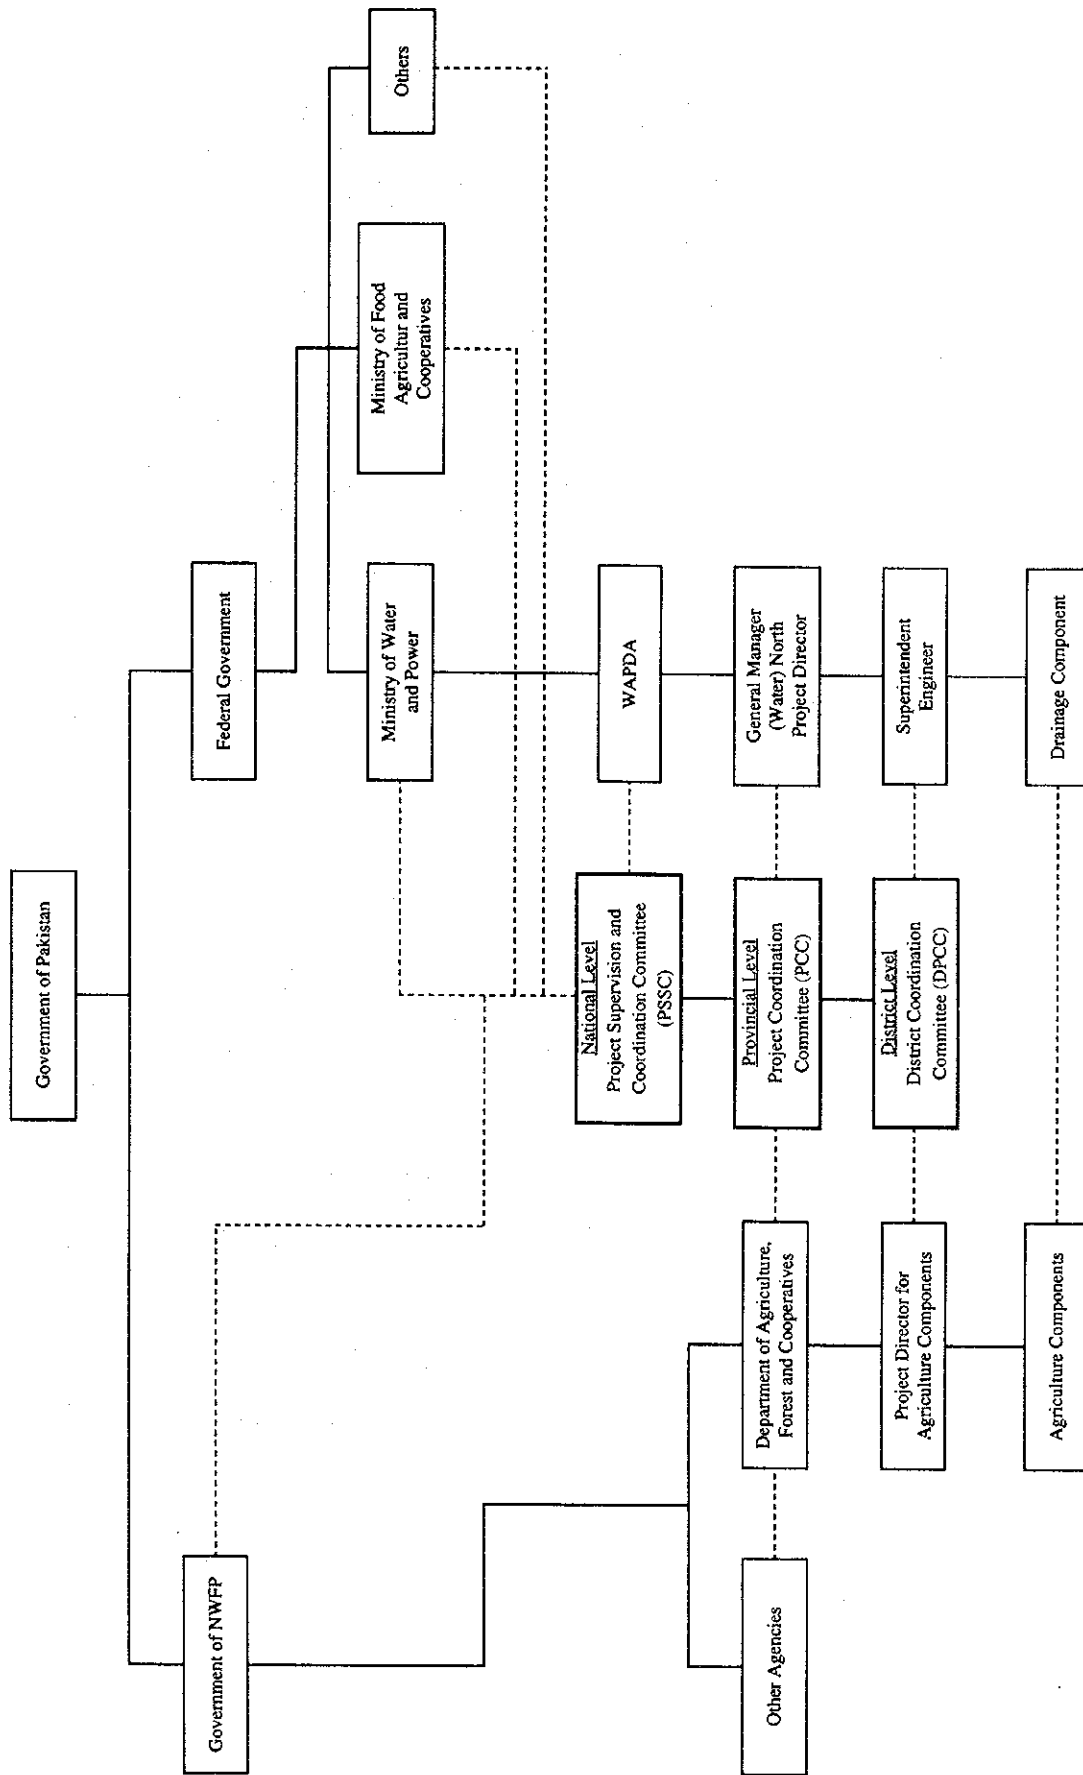 Government of Pakistan
Government of NWFP
Federal Government
Ministry of Water
and Power
Ministry of Food
Agricultur and
Cooperatives
Others
National Level
Project Supervision and
Coordination Committee
(PSSC)
WAPDA
Other Agencies
Department of Agriculture,
Forest and Cooperatives
Provincial Level
Project Coordination
Committee (PCC)
General Manager
(Water) North
Project Director
Project Director for
Agriculture Components
District Level
District Coordination
Committee (DPCC)
Superintendent
Engineer
Agriculture Components
Drainage Component